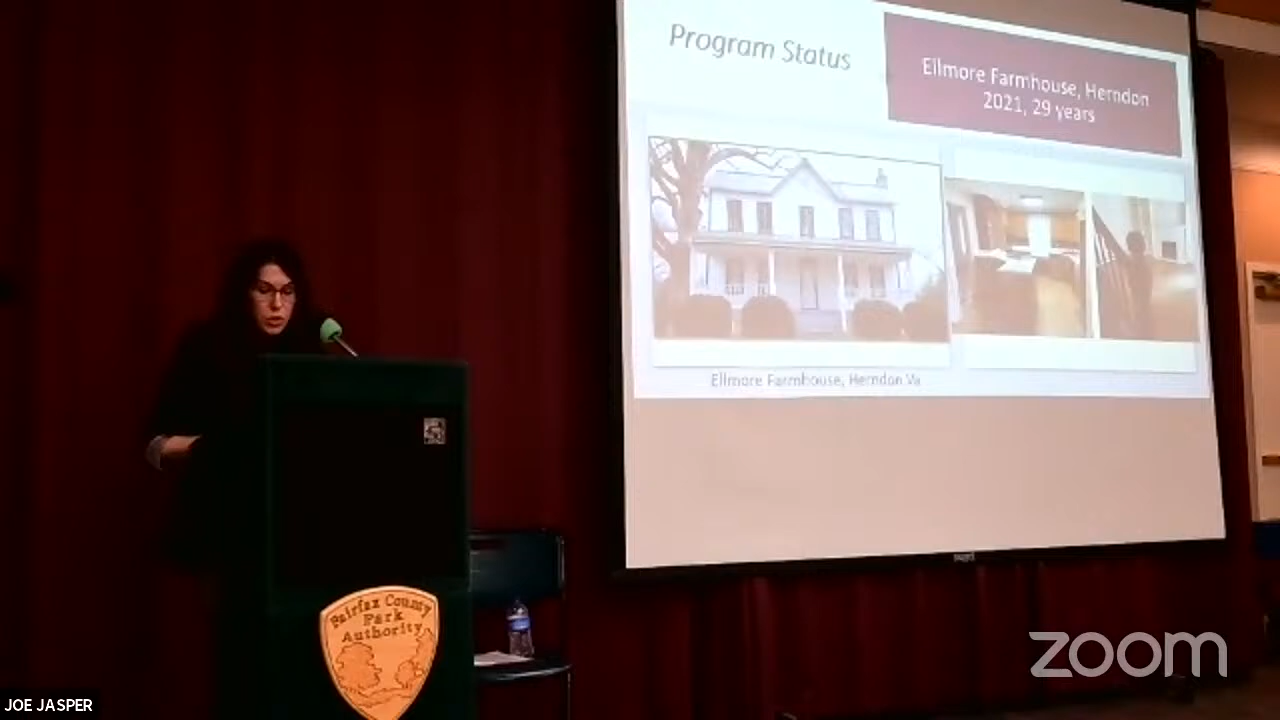 Program Status
Ellmore Farmhouse, Herndon
2021, 29 years
Ellmore Farmhouse, Herndon Va
Fairfax County
Park
Authority
zoom
JOE JASPER